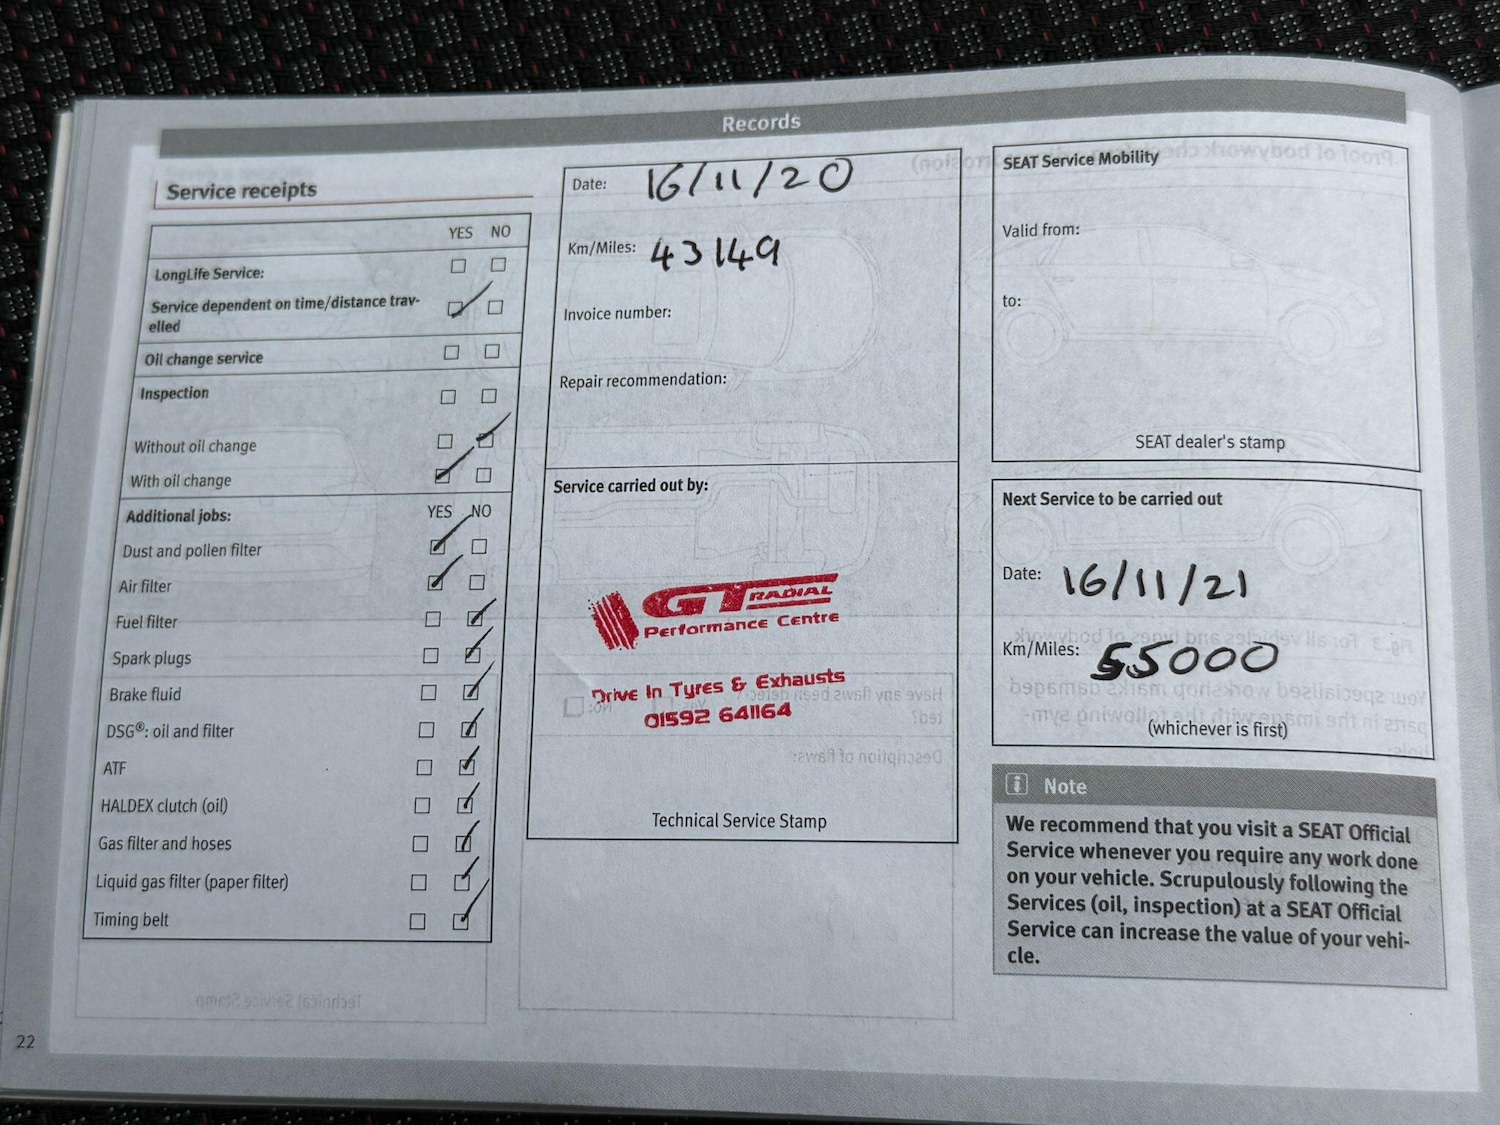 Records
Service receipts
YES NO
LongLife Service:
Service dependent on time/distance trav-
elled
Oil change service
Inspection
Without oil change
With oil change
Additional jobs: YES NO
Dust and pollen filter
Air filter
Fuel filter
Spark plugs
Brake fluid
DSG®: oil and filter
ATF
HALDEX clutch (oil)
Gas filter and hoses
Liquid gas filter (paper filter)
Timing belt
Date: 16/11/20
Km/Miles: 43149
Invoice number:
Repair recommendation:
Service carried out by:
GT RADIAL
Performance Centre
Drive In Tyres & Exhausts
01592 641164
Technical Service Stamp
SEAT Service Mobility
Valid from:
to:
SEAT dealer's stamp
Next Service to be carried out
Date: 16/11/21
Km/Miles: 55000
(whichever is first)
i Note
We recommend that you visit a SEAT Official
Service whenever you require any work done
on your vehicle. Scrupulously following the
Services (oil, inspection) at a SEAT Official
Service can increase the value of your vehi-
cle.
22